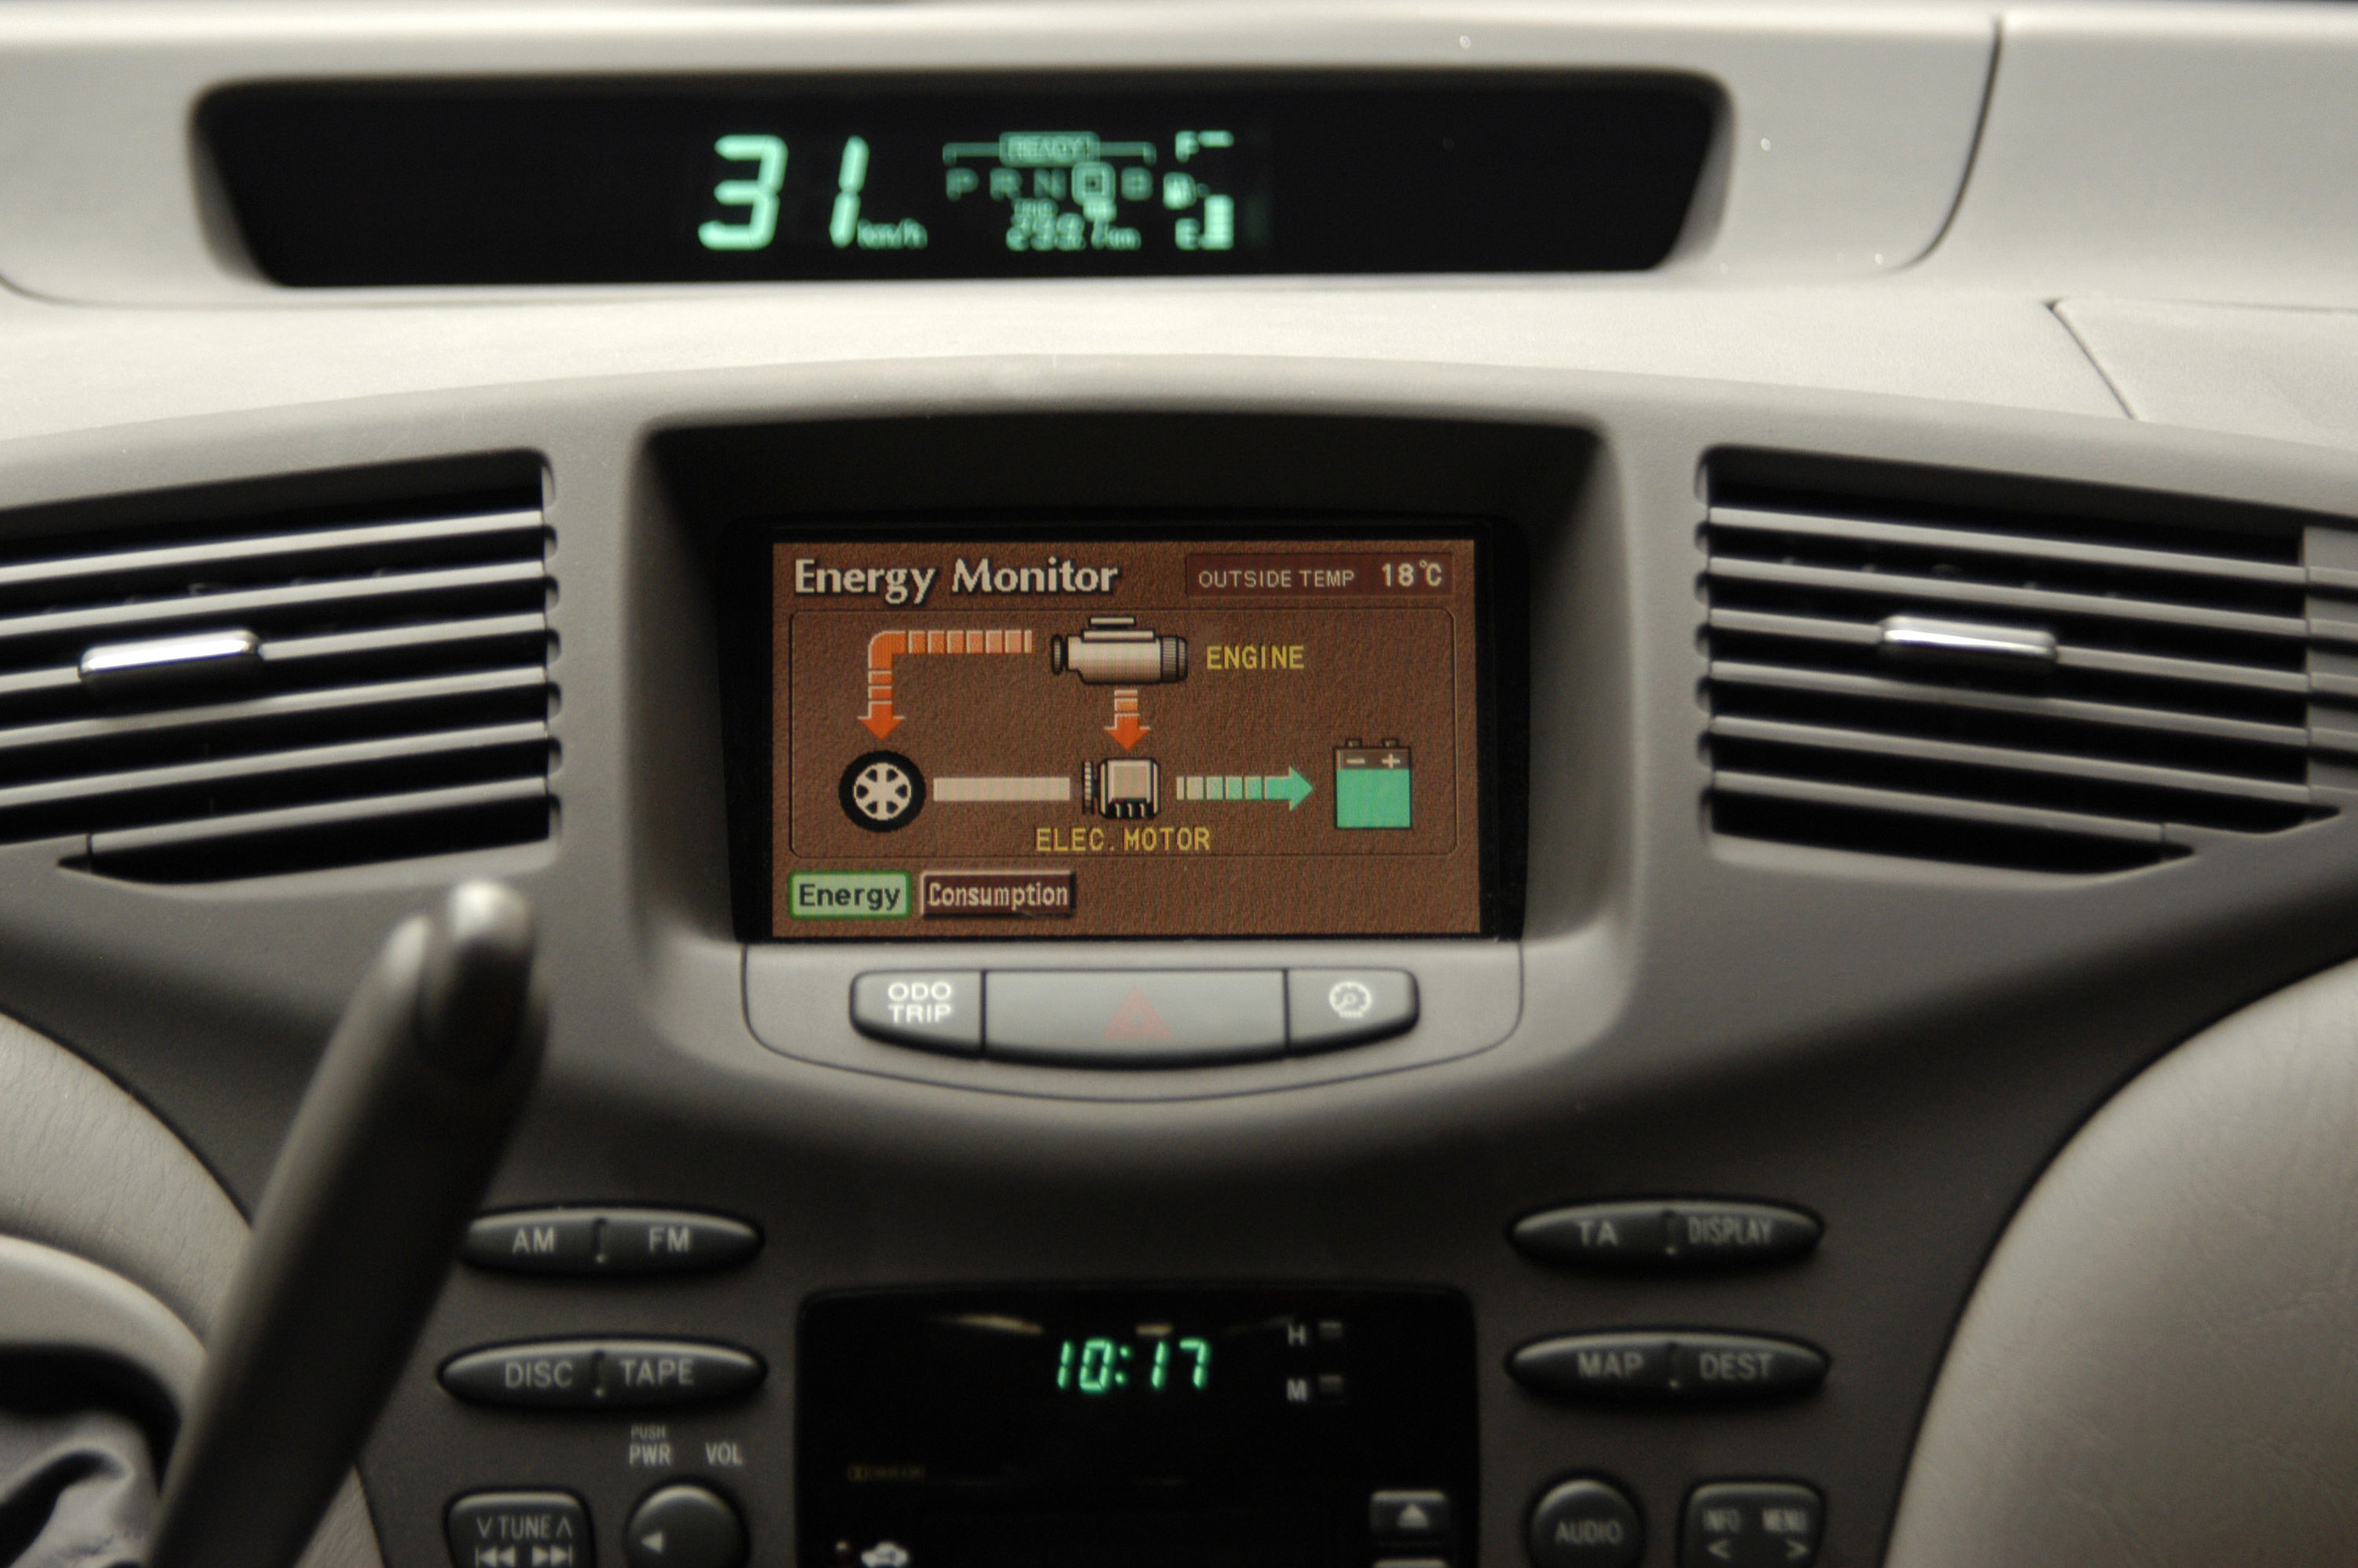 31 km/h
READY
P R N D B
F
E
Energy Monitor
OUTSIDE TEMP 18°C
ENGINE
- +
ELEC.MOTOR
Energy Consumption
ODO
TRIP
AM FM
TA DISPLAY
10:17
H
M
DISC TAPE
MAP DEST
PUSH
PWR VOL
TUNE
AUDIO
INFO MENU
< >